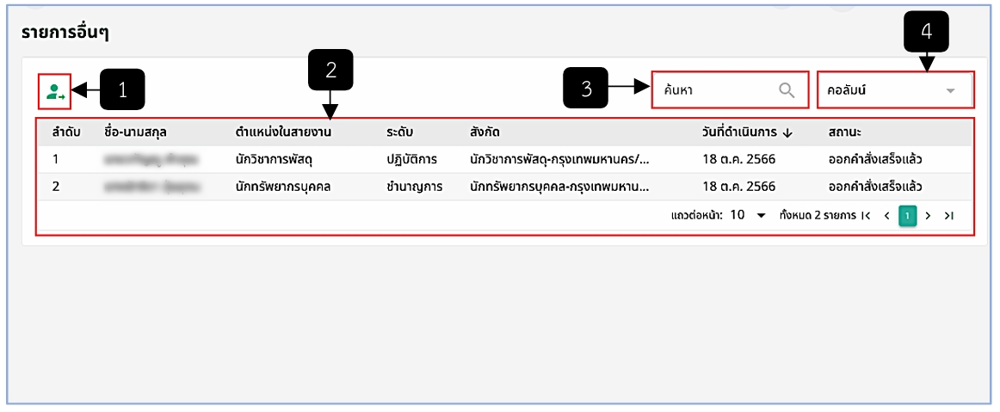 รายการอื่นๆ
4
2
1
3
ค้นหา
คอลัมน์
ลำดับ ชื่อ-นามสกุล ตำแหน่งในสายงาน ระดับ สังกัด วันที่ดำเนินการ ↓ สถานะ
1 นักวิชาการพัสดุ ปฏิบัติการ นักวิชาการพัสดุ-กรุงเทพมหานคร/... 18 ต.ค. 2566 ออกคำสั่งเสร็จแล้ว
2 นักทรัพยากรบุคคล ชำนาญการ นักทรัพยากรบุคคล-กรุงเทพมหาน... 18 ต.ค. 2566 ออกคำสั่งเสร็จแล้ว
แถวต่อหน้า: 10 ทั้งหมด 2 รายการ 1